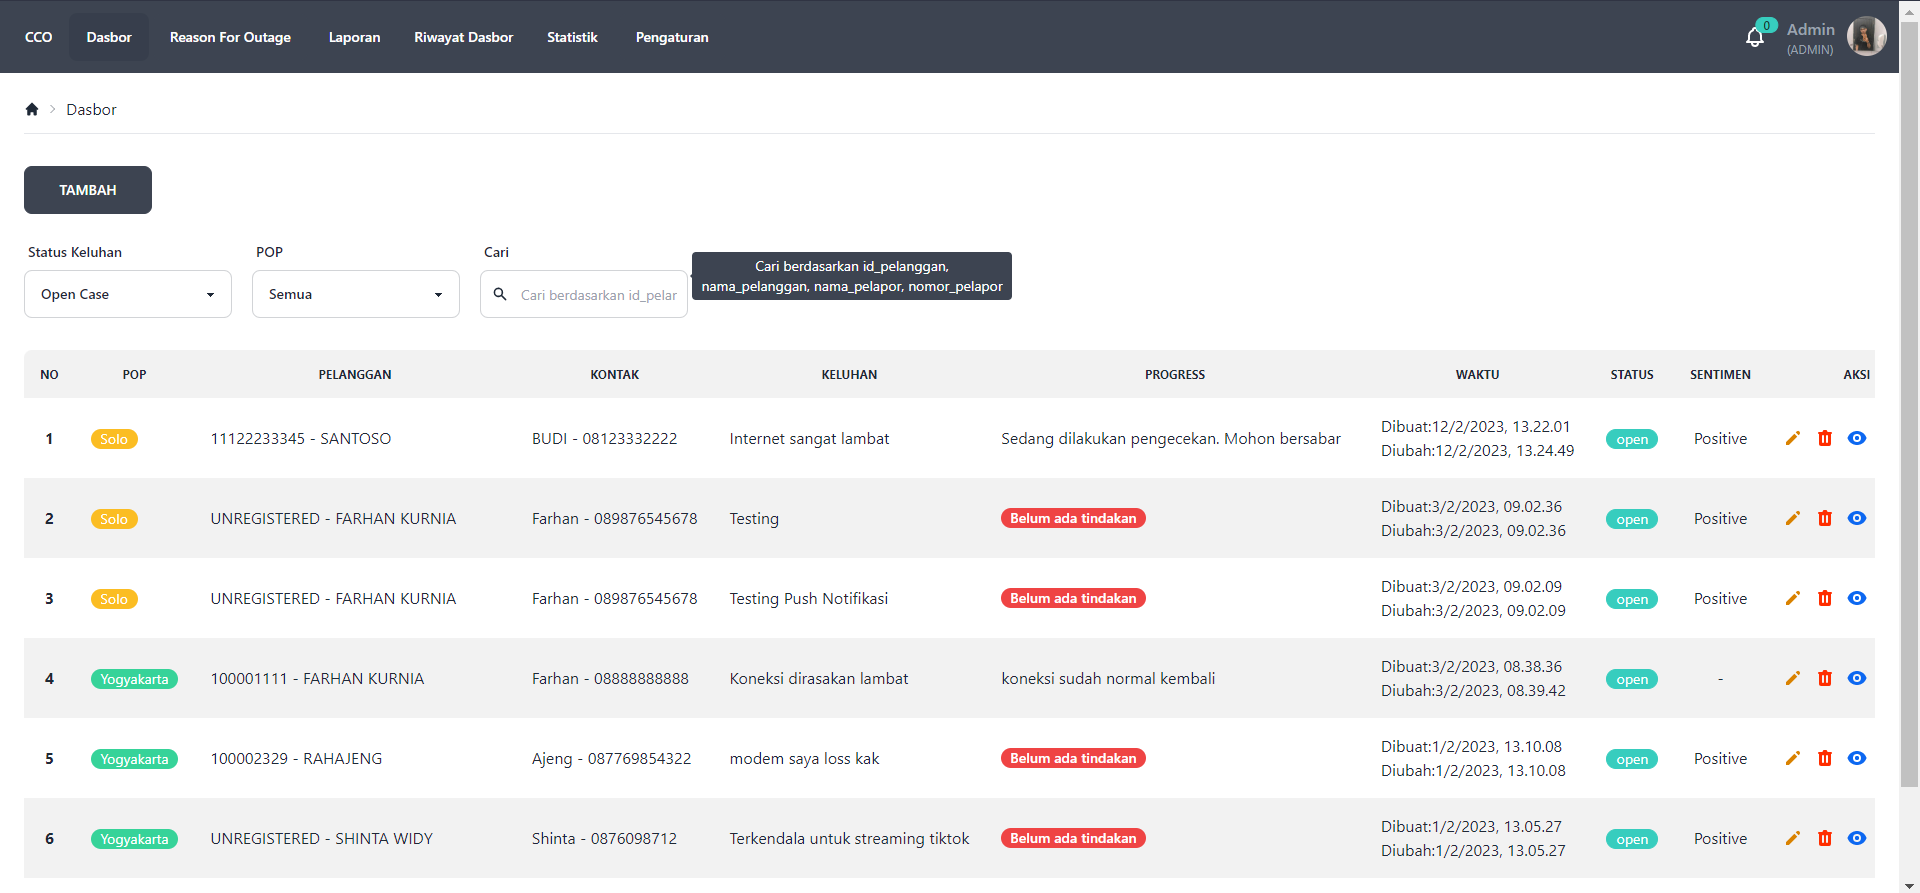 CCO Dasbor Reason For Outage Laporan Riwayat Dasbor Statistik Pengaturan 0 Admin
(ADMIN)
Dasbor
TAMBAH
Status Keluhan POP Cari
Cari berdasarkan id_pelanggan,
nama_pelanggan, nama_pelapor, nomor_pelapor
Open Case Semua Cari berdasarkan id_pelar
NO POP PELANGGAN KONTAK KELUHAN PROGRESS WAKTU STATUS SENTIMEN AKSI
1 Solo 11122233345 - SANTOSO BUDI - 08123332222 Internet sangat lambat Sedang dilakukan pengecekan. Mohon bersabar Dibuat:12/2/2023, 13.22.01 open Positive
Diubah:12/2/2023, 13.24.49
2 Solo UNREGISTERED - FARHAN KURNIA Farhan - 089876545678 Testing Belum ada tindakan Dibuat:3/2/2023, 09.02.36 open Positive
Diubah:3/2/2023, 09.02.36
3 Solo UNREGISTERED - FARHAN KURNIA Farhan - 089876545678 Testing Push Notifikasi Belum ada tindakan Dibuat:3/2/2023, 09.02.09 open Positive
Diubah:3/2/2023, 09.02.09
4 Yogyakarta 100001111 - FARHAN KURNIA Farhan - 08888888888 Koneksi dirasakan lambat koneksi sudah normal kembali Dibuat:3/2/2023, 08.38.36 open -
Diubah:3/2/2023, 08.39.42
5 Yogyakarta 100002329 - RAHAJENG Ajeng - 087769854322 modem saya loss kak Belum ada tindakan Dibuat:1/2/2023, 13.10.08 open Positive
Diubah:1/2/2023, 13.10.08
6 Yogyakarta UNREGISTERED - SHINTA WIDY Shinta - 0876098712 Terkendala untuk streaming tiktok Belum ada tindakan Dibuat:1/2/2023, 13.05.27 open Positive
Diubah:1/2/2023, 13.05.27